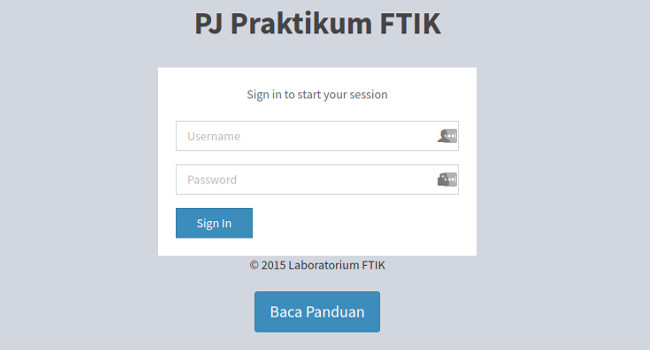 PJ Praktikum FTIK
Sign in to start your session
Username
Password
Sign In
© 2015 Laboratorium FTIK
Baca Panduan